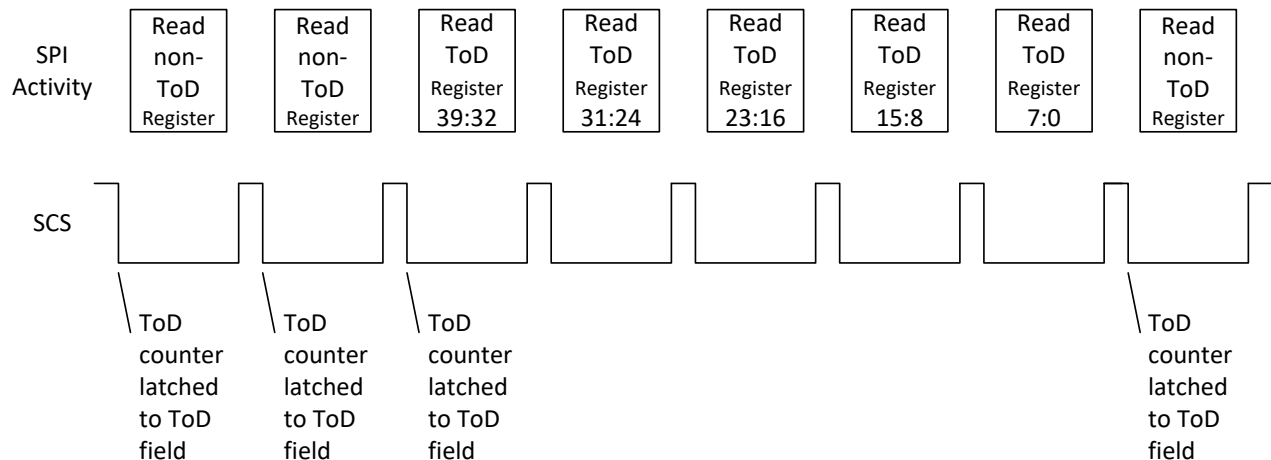 SPI
Activity
Read
non-
ToD
Register
Read
non-
ToD
Register
Read
ToD
Register
39:32
Read
ToD
Register
31:24
Read
ToD
Register
23:16
Read
ToD
Register
15:8
Read
ToD
Register
7:0
Read
non-
ToD
Register
SCS
ToD
counter
latched
to ToD
field
ToD
counter
latched
to ToD
field
ToD
counter
latched
to ToD
field
ToD
counter
latched
to ToD
field